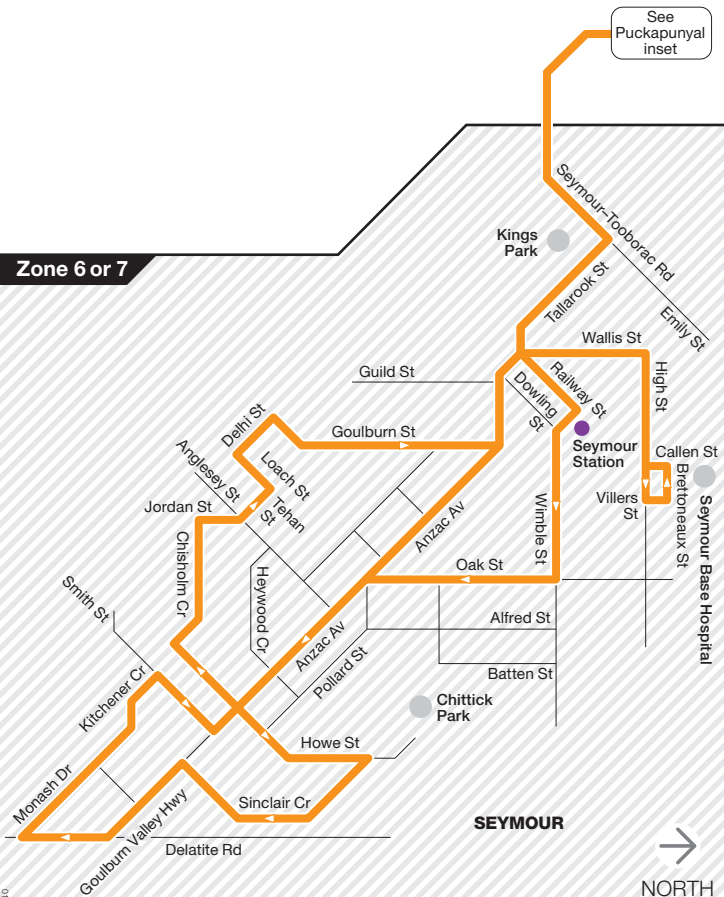 See
Puckapunyal
inset
Seymour–Tooborac Rd
Kings
Park
Zone 6 or 7
Tallarook St
Emily St
Wallis St
Guild St
Railway St
High St
Dowling
St
Delhi St
Goulburn St
Seymour
Station
Callen St
Anglesey St
Loach St
Brettoneaux St
Jordan St
Tehan
St
Villers
St
Seymour Base Hospital
Anzac Av
Wimble St
Chisholm Cr
Oak St
Smith St
Heywood Cr
Alfred St
Anzac Av
Pollard St
Batten St
Kitchener Cr
Chittick
Park
Howe St
Monash Dr
Sinclair Cr
Goulburn Valley Hwy
SEYMOUR
Delatite Rd
NORTH